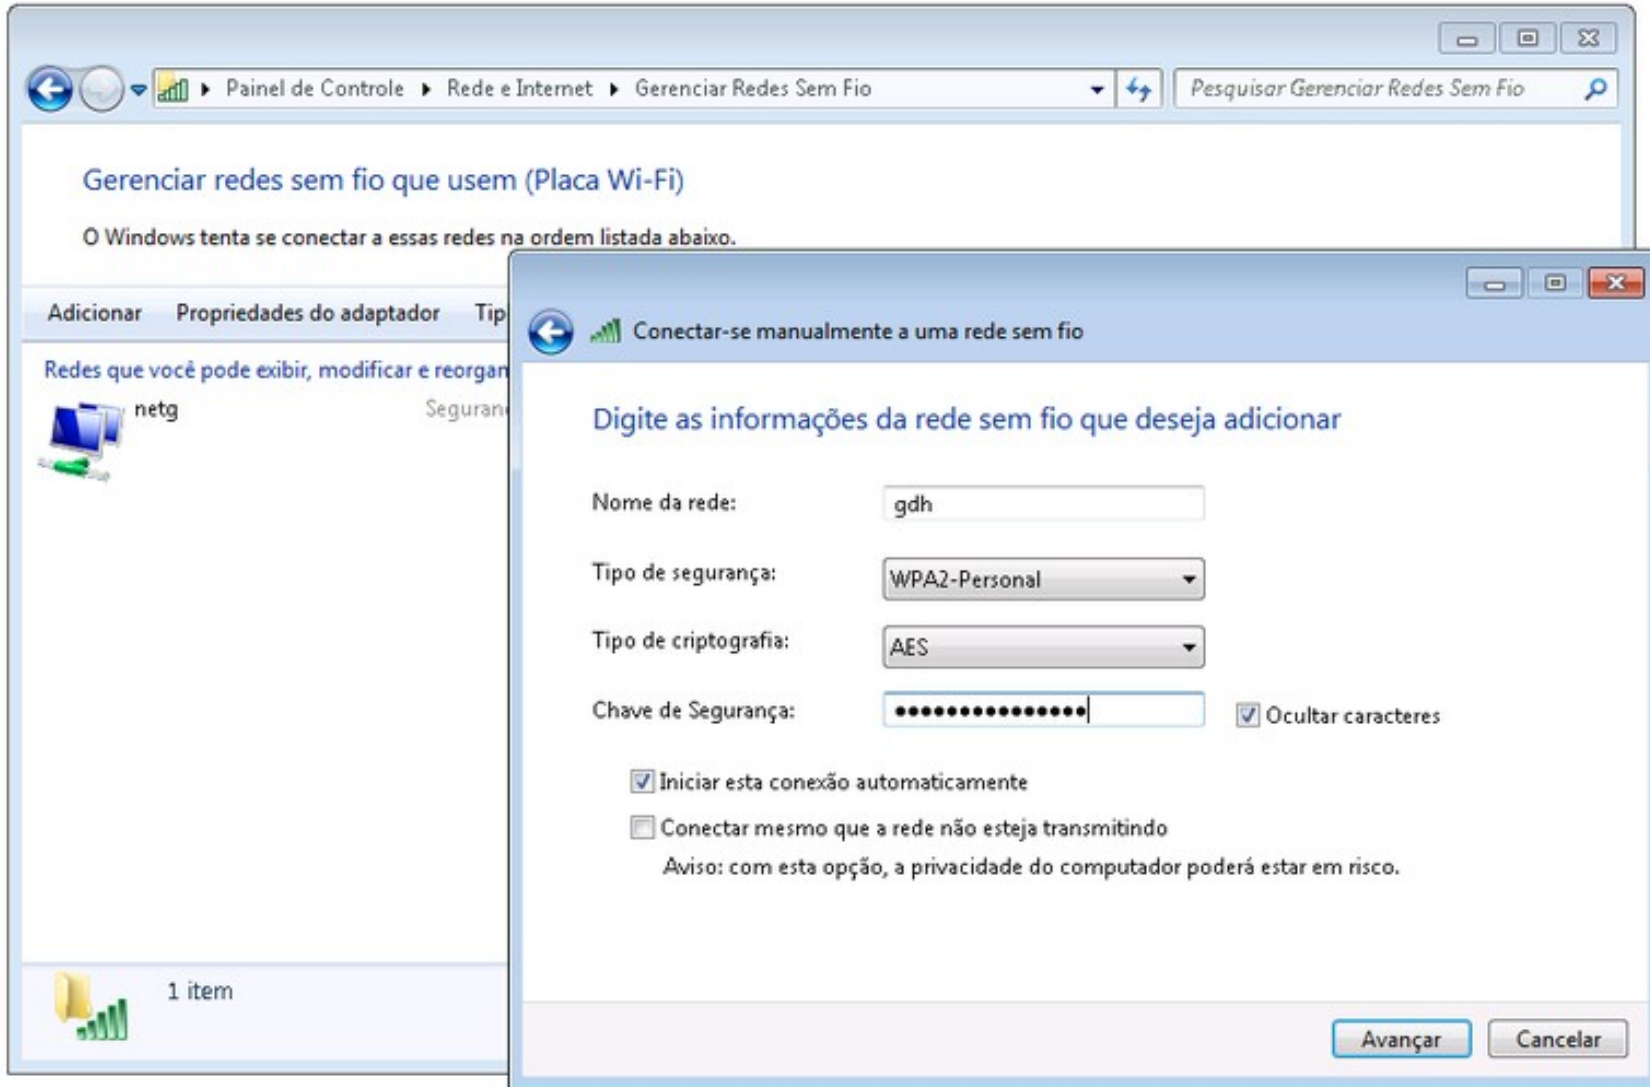 Painel de Controle ▸ Rede e Internet ▸ Gerenciar Redes Sem Fio
Pesquisar Gerenciar Redes Sem Fio
Gerenciar redes sem fio que usem (Placa Wi-Fi)
O Windows tenta se conectar a essas redes na ordem listada abaixo.
Adicionar Propriedades do adaptador Tip
Redes que você pode exibir, modificar e reorgan
netg Seguran
1 item
Conectar-se manualmente a uma rede sem fio
Digite as informações da rede sem fio que deseja adicionar
Nome da rede: gdh
Tipo de segurança: WPA2-Personal
Tipo de criptografia: AES
Chave de Segurança: ••••••••••••••• Ocultar caracteres
Iniciar esta conexão automaticamente
Conectar mesmo que a rede não esteja transmitindo
Aviso: com esta opção, a privacidade do computador poderá estar em risco.
Avançar Cancelar